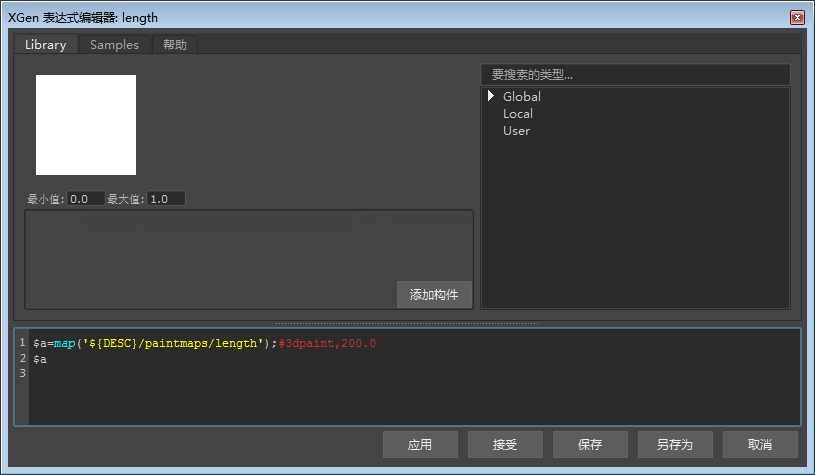 XGen 表达式编辑器: length
Library Samples 帮助
要搜索的类型...
Global
Local
User
最小值: 0.0 最大值: 1.0
添加构件
1 $a=map('${DESC}/paintmaps/length');#3dpaint,200.0
2 $a
3
应用 接受 保存 另存为 取消